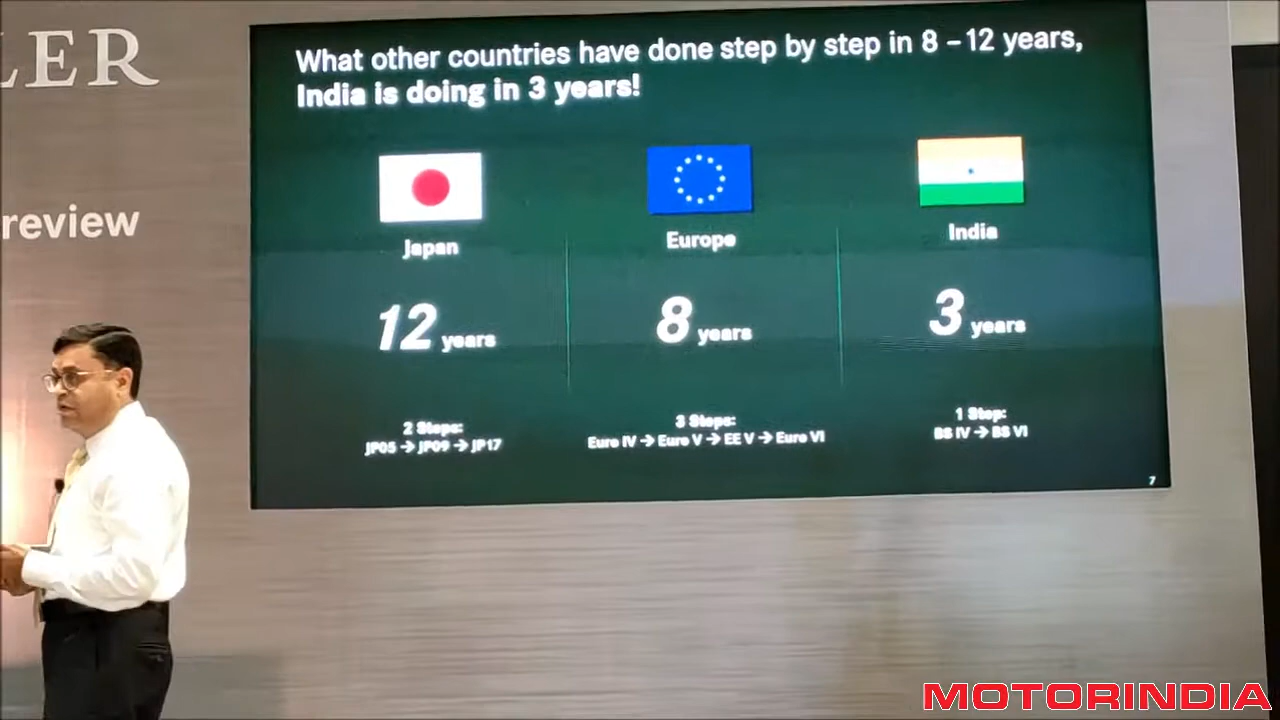 LER
review
What other countries have done step by step in 8 – 12 years,
India is doing in 3 years!
Japan
Europe
India
12 years
8 years
3 years
2 Steps:
JP05 → JP09 → JP17
3 Steps:
Euro IV → Euro V → EE V → Euro VI
1 Step:
BS IV → BS VI
7
MOTORINDIA